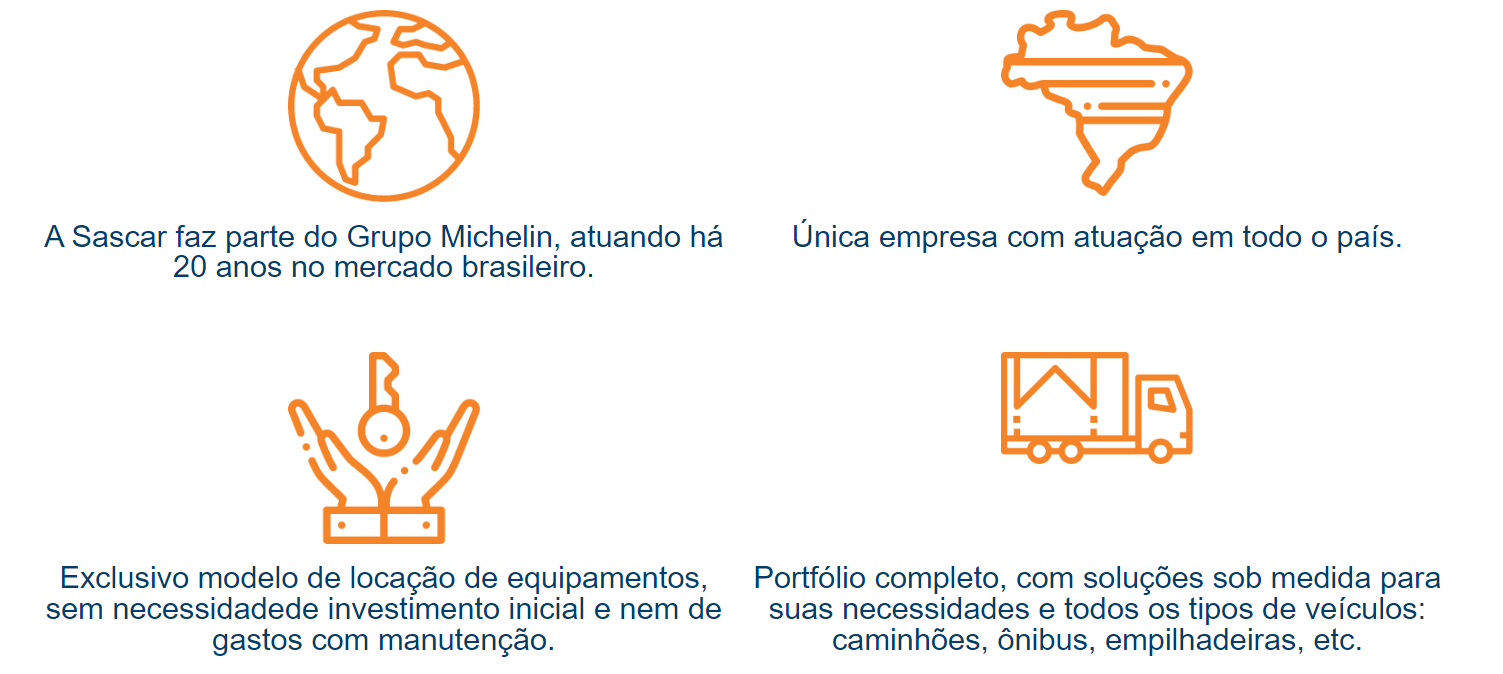 A Sascar faz parte do Grupo Michelin, atuando há
20 anos no mercado brasileiro.
Única empresa com atuação em todo o país.
Exclusivo modelo de locação de equipamentos,
sem necessidadede investimento inicial e nem de
gastos com manutenção.
Portfólio completo, com soluções sob medida para
suas necessidades e todos os tipos de veículos:
caminhões, ônibus, empilhadeiras, etc.